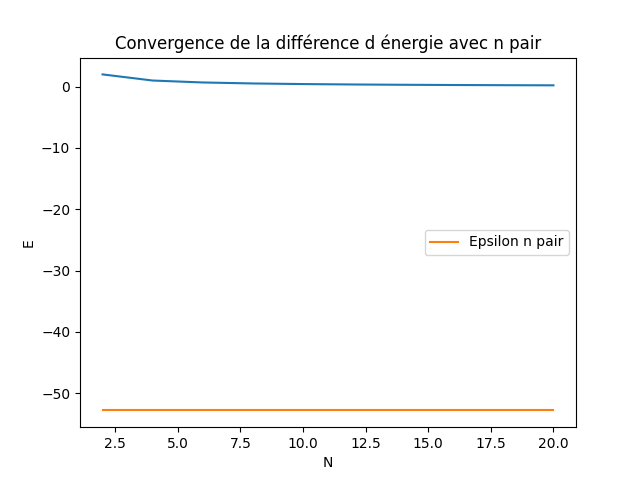 Convergence de la différence d énergie avec n pair
0
−10
−20
−30
−40
−50
E
Epsilon n pair
2.5 5.0 7.5 10.0 12.5 15.0 17.5 20.0
N